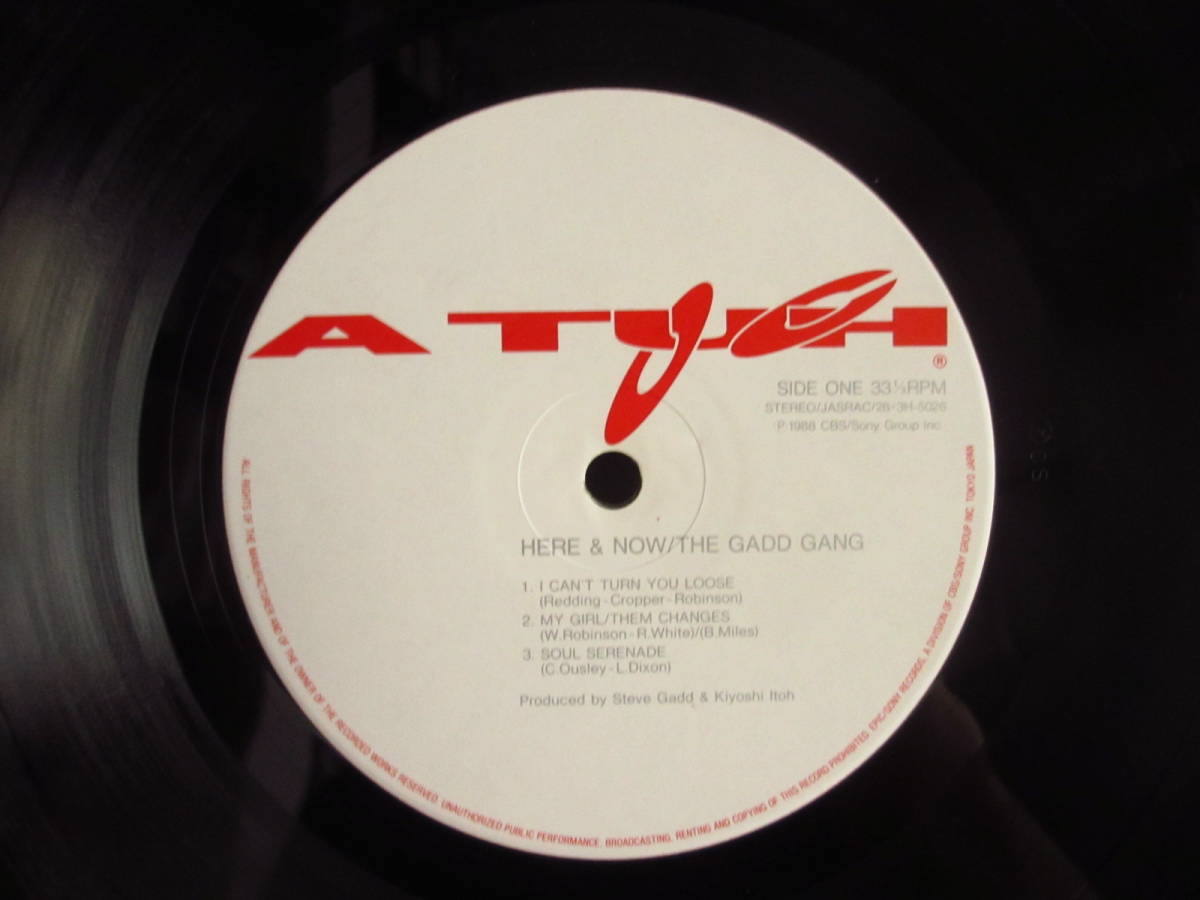 A TOUCH
®
SIDE ONE 33⅓RPM
STEREO/JASRAC/28・3H-5026
℗1988 CBS/Sony Group Inc.
HERE & NOW/THE GADD GANG
1. I CAN'T TURN YOU LOOSE
(Redding-Cropper-Robinson)
2. MY GIRL/THEM CHANGES
(W.Robinson-R.White)/(B.Miles)
3. SOUL SERENADE
(C.Ousley-L.Dixon)
Produced by Steve Gadd & Kiyoshi Itoh
ALL RIGHTS OF THE MANUFACTURER AND OF THE OWNER OF THE RECORDED WORKS RESERVED. UNAUTHORIZED PUBLIC PERFORMANCE, BROADCASTING, RENTING AND COPYING OF THIS RECORD PROHIBITED. EPIC/SONY RECORDS, A DIVISION OF CBS/SONY GROUP INC. TOKYO JAPAN